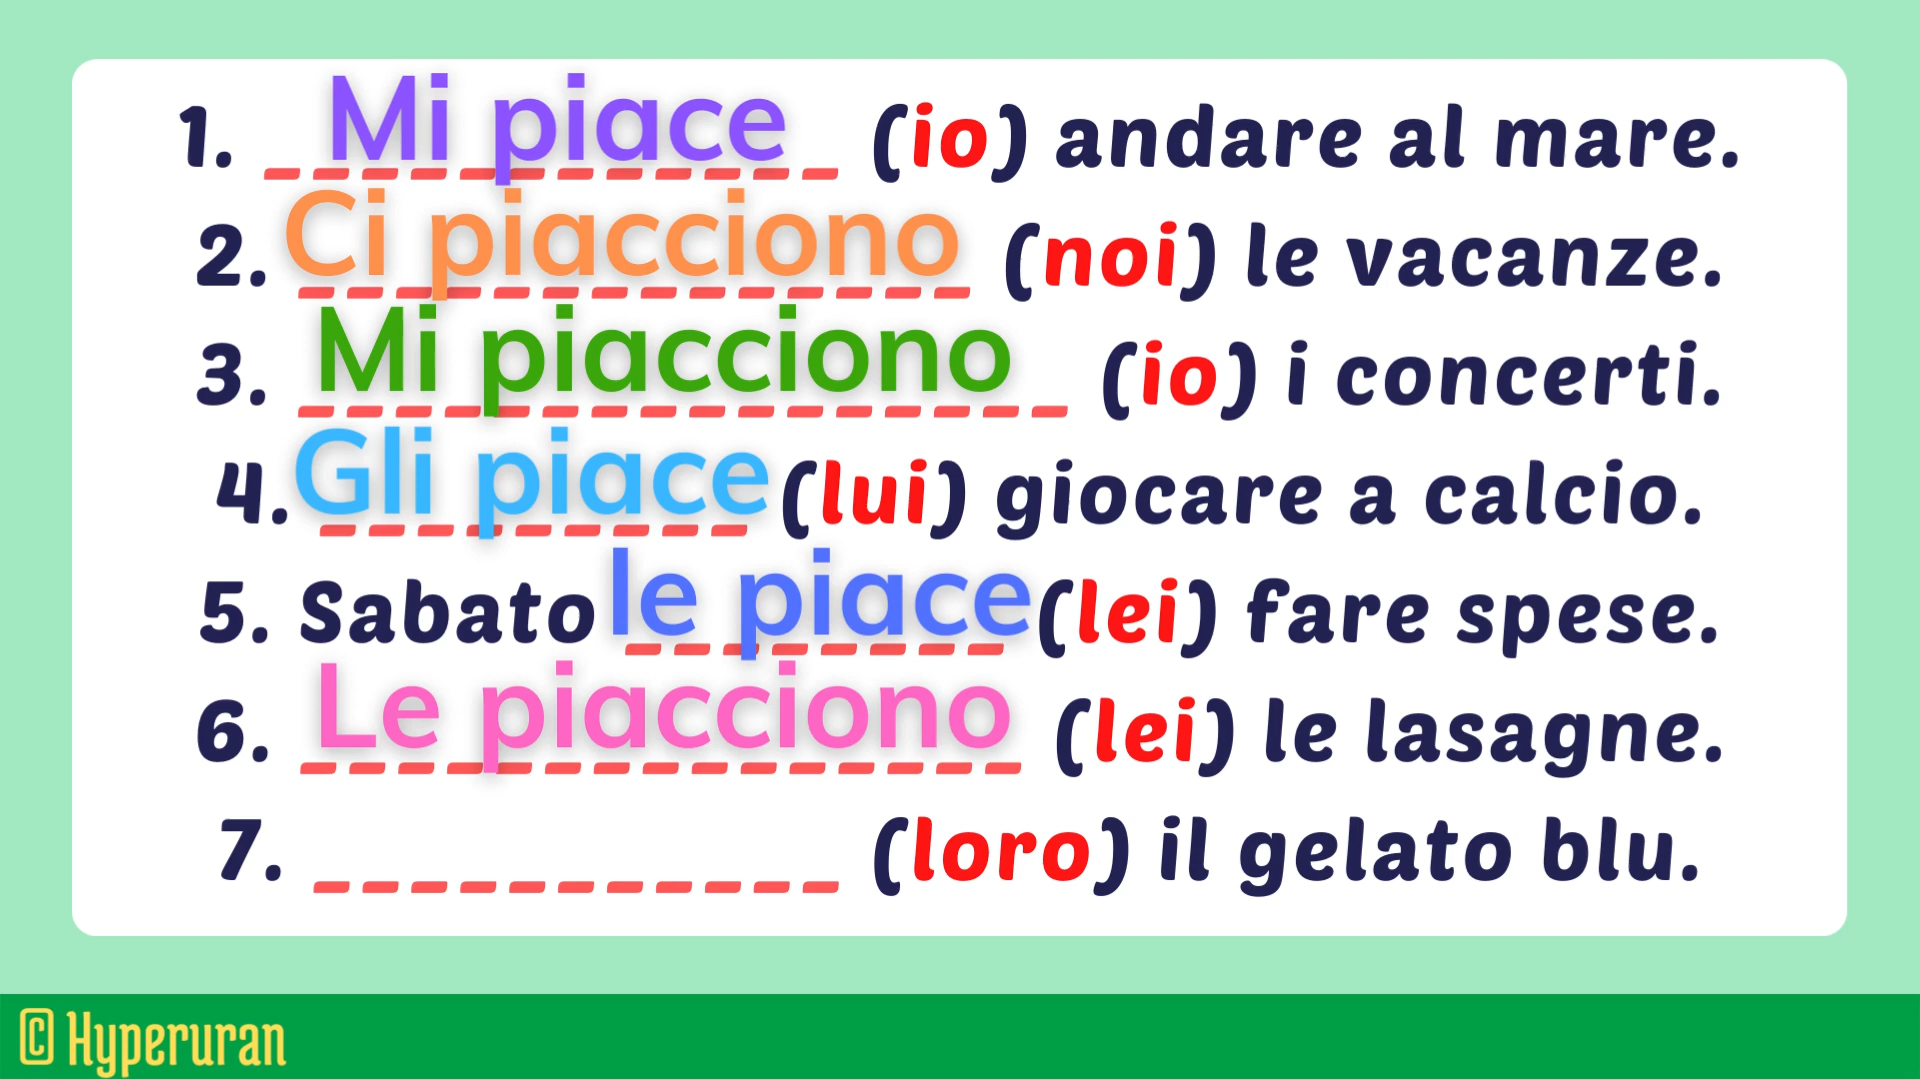 1. Mi piace (io) andare al mare.
2. Ci piacciono (noi) le vacanze.
3. Mi piacciono (io) i concerti.
4. Gli piace (lui) giocare a calcio.
5. Sabato le piace (lei) fare spese.
6. Le piacciono (lei) le lasagne.
7. ___________ (loro) il gelato blu.
© Hyperuran